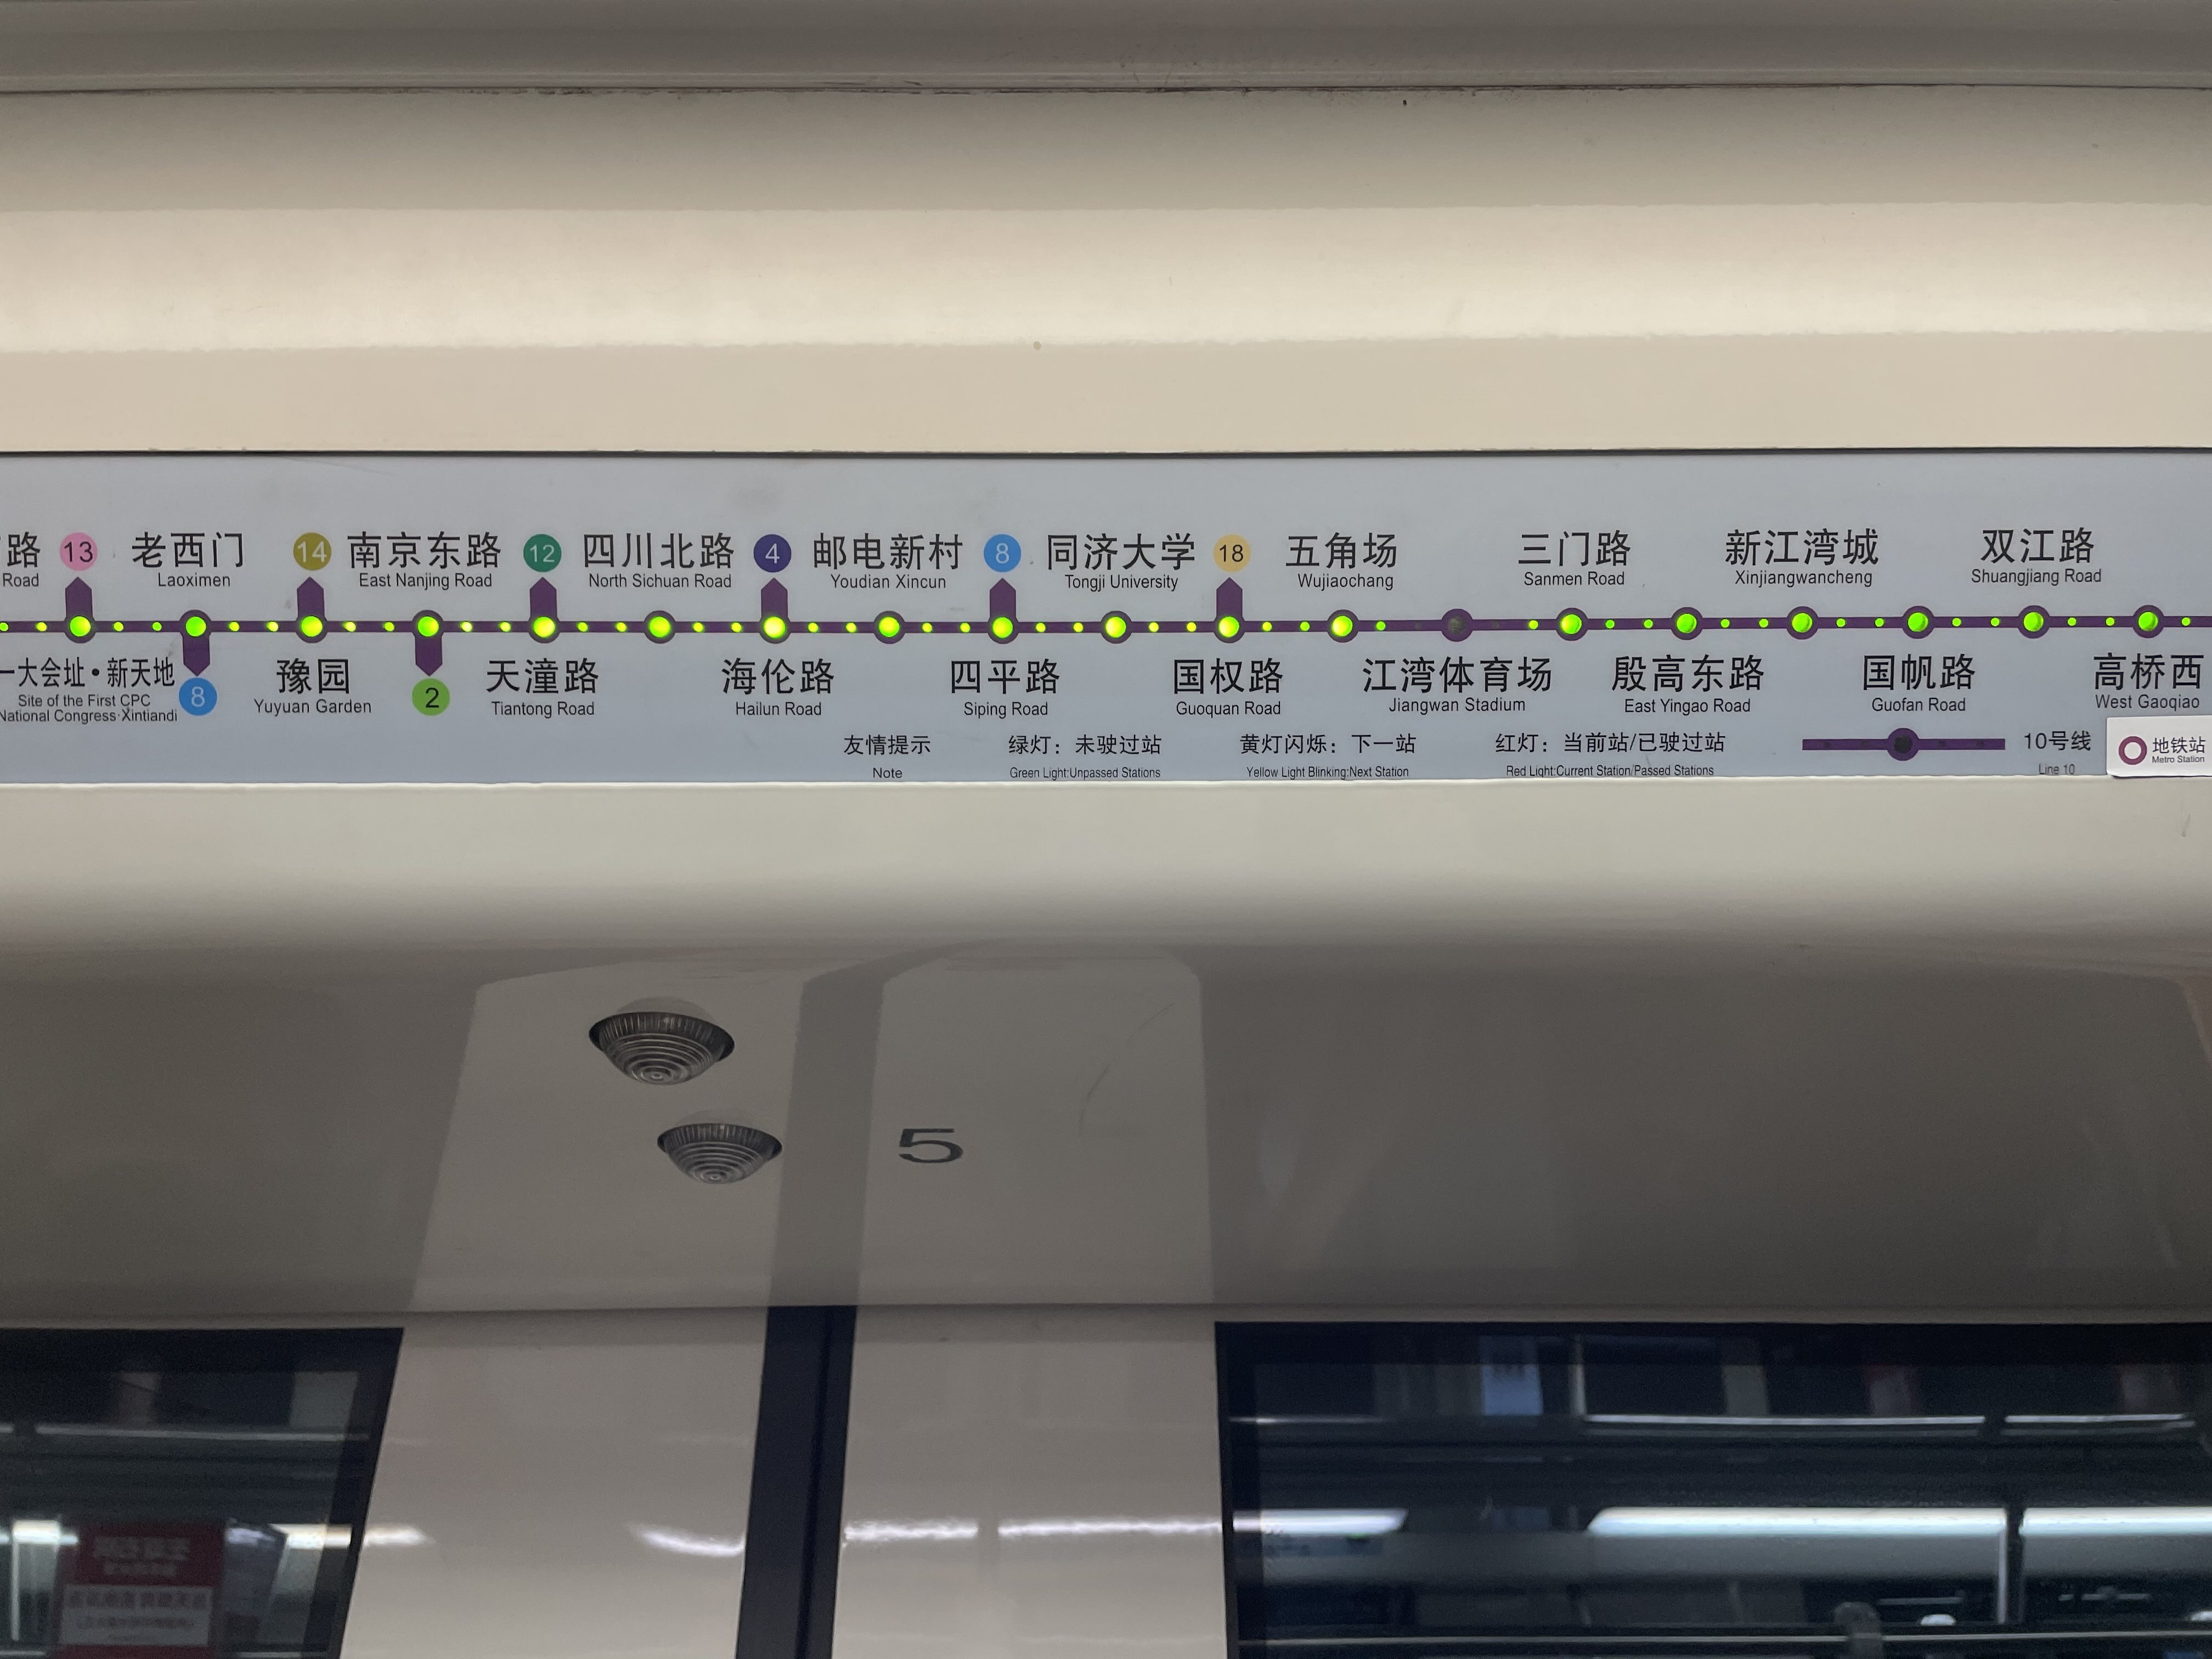 路
Road
13
老西门
Laoximen
14
南京东路
East Nanjing Road
12
四川北路
North Sichuan Road
4
邮电新村
Youdian Xincun
8
同济大学
Tongji University
18
五角场
Wujiaochang
三门路
Sanmen Road
新江湾城
Xinjiangwancheng
双江路
Shuangjiang Road
一大会址·新天地
Site of the First CPC
National Congress·Xintiandi
8
豫园
Yuyuan Garden
2
天潼路
Tiantong Road
海伦路
Hailun Road
四平路
Siping Road
国权路
Guoquan Road
江湾体育场
Jiangwan Stadium
殷高东路
East Yingao Road
国帆路
Guofan Road
高桥西
West Gaoqiao
友情提示
Note
绿灯：未驶过站
Green Light:Unpassed Stations
黄灯闪烁：下一站
Yellow Light Blinking:Next Station
红灯：当前站/已驶过站
Red Light:Current Station/Passed Stations
10号线
Line 10
地铁站
Metro Station
5